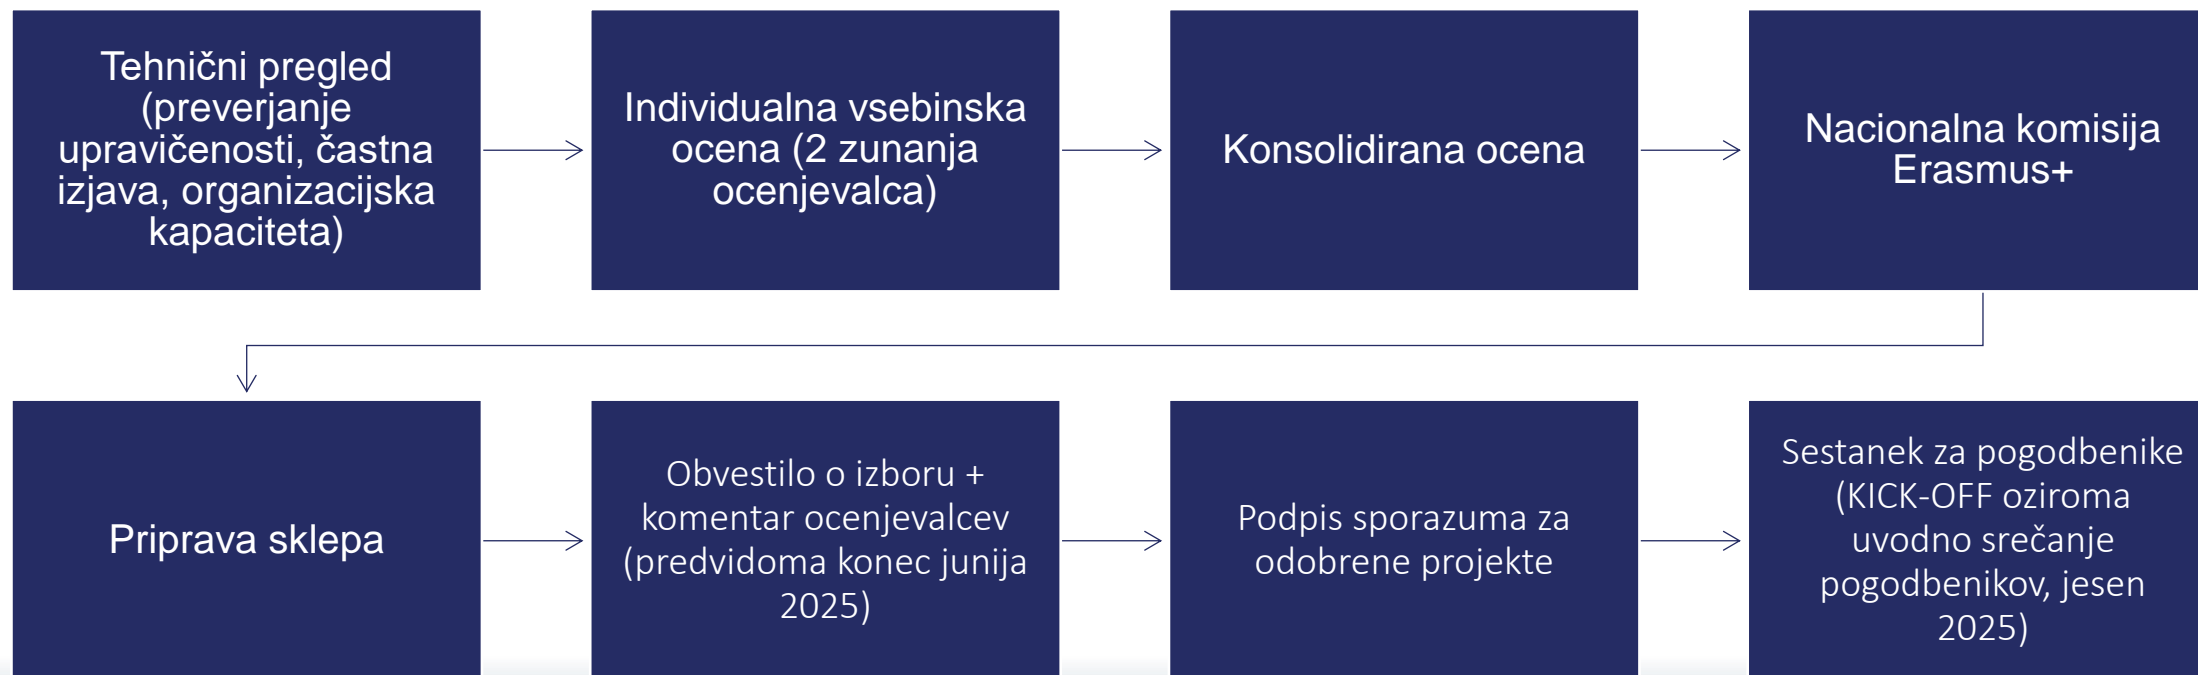 Tehnični pregled
(preverjanje
upravičenosti, častna
izjava, organizacijska
kapaciteta)
Individualna vsebinska
ocena (2 zunanja
ocenjevalca)
Konsolidirana ocena
Nacionalna komisija
Erasmus+
Priprava sklepa
Obvestilo o izboru +
komentar ocenjevalcev
(predvidoma konec junija
2025)
Podpis sporazuma za
odobrene projekte
Sestanek za pogodbenike
(KICK-OFF oziroma
uvodno srečanje
pogodbenikov, jesen
2025)